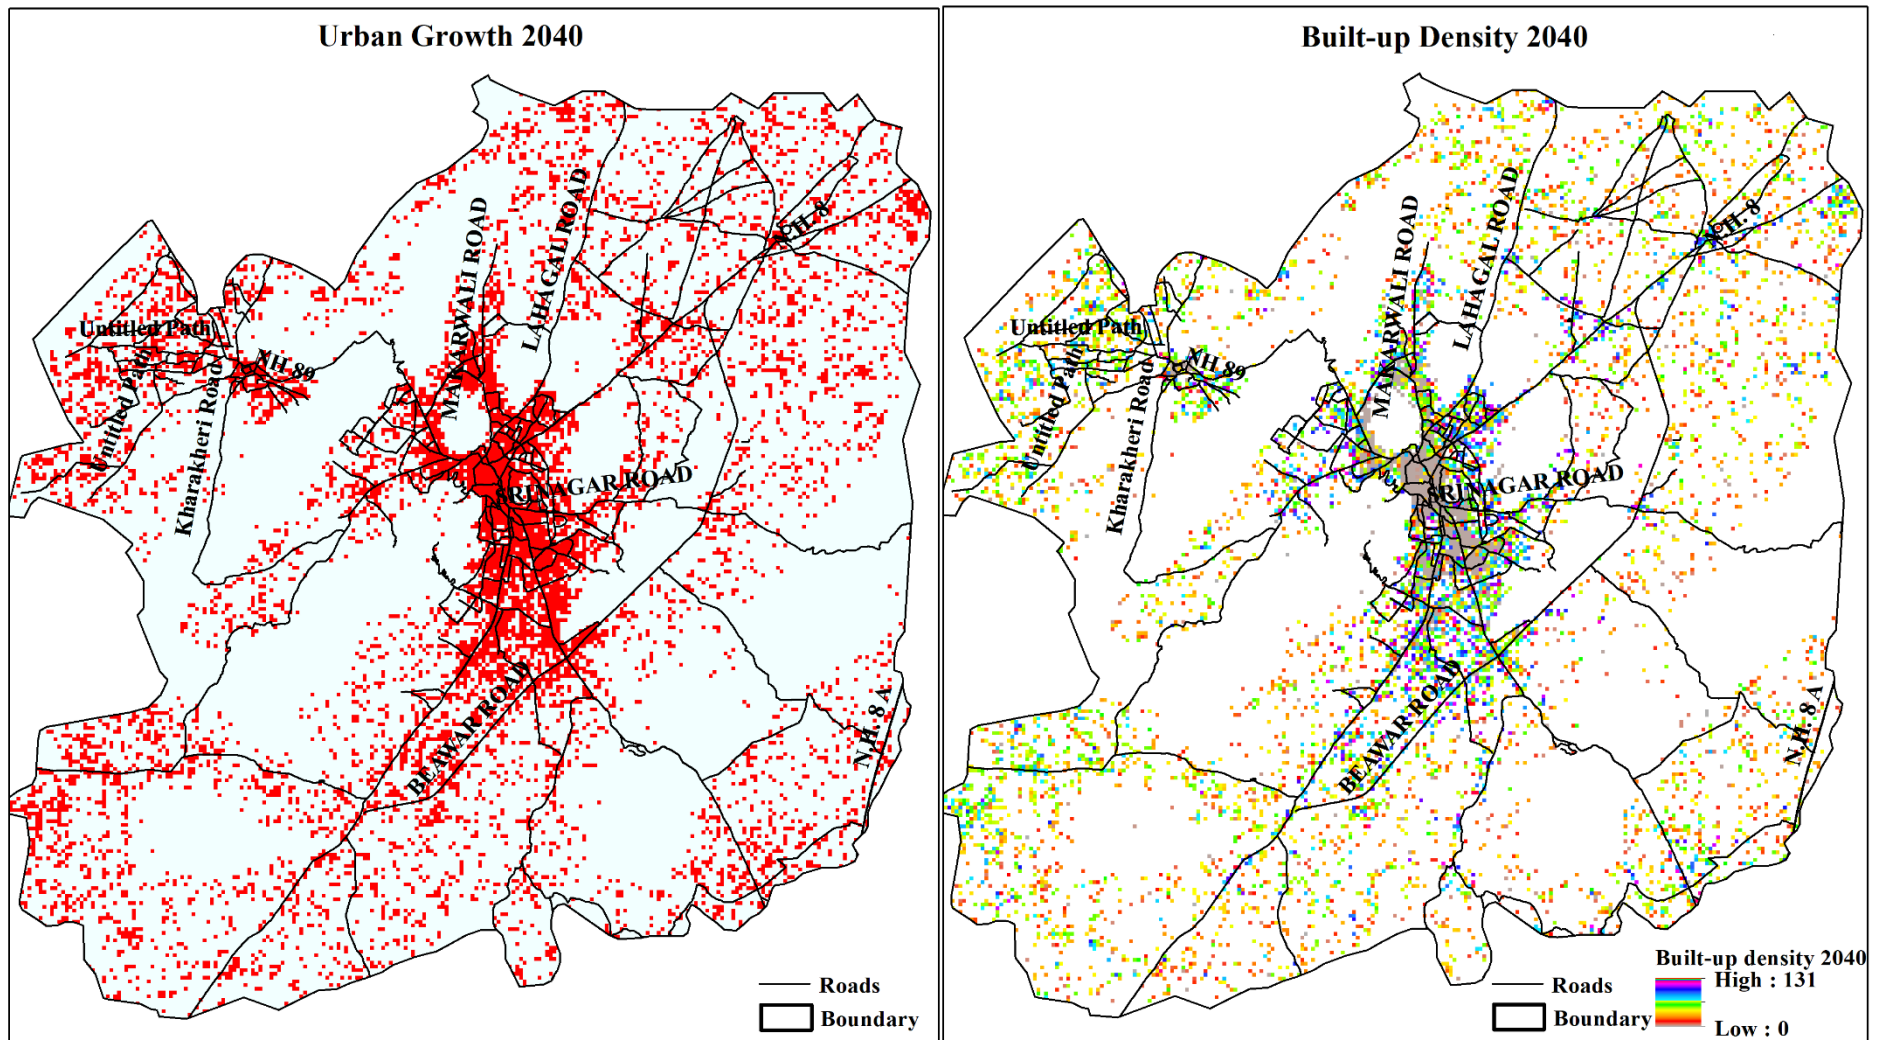 Urban Growth 2040
MAKARWALI ROAD
LAHAGAL ROAD
N.H. 8
Untitled Path
Untitled Path
NH 89
Kharakheri Road
SRINAGAR ROAD
BEAWAR ROAD
N.H. 8 A
Roads
Boundary
Built-up Density 2040
MAKARWALI ROAD
LAHAGAL ROAD
N.H. 8
Untitled Path
Untitled Path
NH 89
Kharakheri Road
SRINAGAR ROAD
BEAWAR ROAD
N.H. 8 A
Roads
Boundary
Built-up density 2040
High : 131
Low : 0